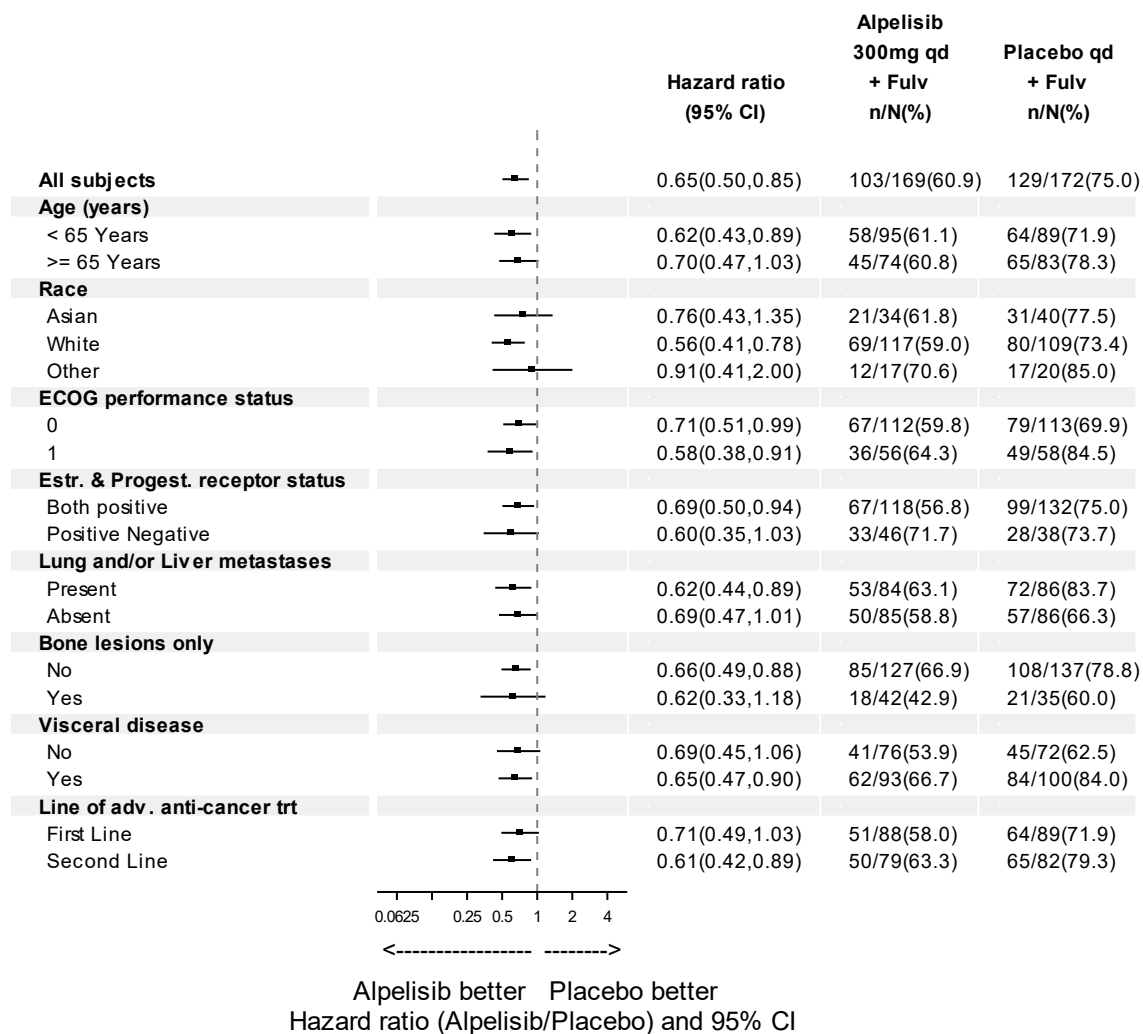 Alpelisib
300mg qd Placebo qd
Hazard ratio + Fulv + Fulv
(95% CI) n/N(%) n/N(%)
All subjects 0.65(0.50,0.85) 103/169(60.9) 129/172(75.0)
Age (years)
< 65 Years 0.62(0.43,0.89) 58/95(61.1) 64/89(71.9)
>= 65 Years 0.70(0.47,1.03) 45/74(60.8) 65/83(78.3)
Race
Asian 0.76(0.43,1.35) 21/34(61.8) 31/40(77.5)
White 0.56(0.41,0.78) 69/117(59.0) 80/109(73.4)
Other 0.91(0.41,2.00) 12/17(70.6) 17/20(85.0)
ECOG performance status
0 0.71(0.51,0.99) 67/112(59.8) 79/113(69.9)
1 0.58(0.38,0.91) 36/56(64.3) 49/58(84.5)
Estr. & Progest. receptor status
Both positive 0.69(0.50,0.94) 67/118(56.8) 99/132(75.0)
Positive Negative 0.60(0.35,1.03) 33/46(71.7) 28/38(73.7)
Lung and/or Liver metastases
Present 0.62(0.44,0.89) 53/84(63.1) 72/86(83.7)
Absent 0.69(0.47,1.01) 50/85(58.8) 57/86(66.3)
Bone lesions only
No 0.66(0.49,0.88) 85/127(66.9) 108/137(78.8)
Yes 0.62(0.33,1.18) 18/42(42.9) 21/35(60.0)
Visceral disease
No 0.69(0.45,1.06) 41/76(53.9) 45/72(62.5)
Yes 0.65(0.47,0.90) 62/93(66.7) 84/100(84.0)
Line of adv. anti-cancer trt
First Line 0.71(0.49,1.03) 51/88(58.0) 64/89(71.9)
Second Line 0.61(0.42,0.89) 50/79(63.3) 65/82(79.3)
0.0625 0.25 0.5 1 2 4
<---------------- -------->
Alpelisib better Placebo better
Hazard ratio (Alpelisib/Placebo) and 95% CI